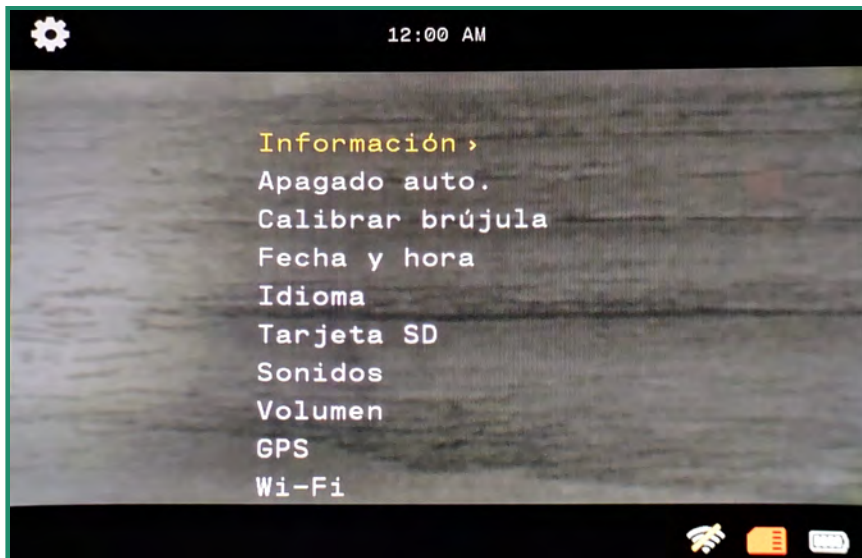 12:00 AM
Información ›
Apagado auto.
Calibrar brújula
Fecha y hora
Idioma
Tarjeta SD
Sonidos
Volumen
GPS
Wi-Fi